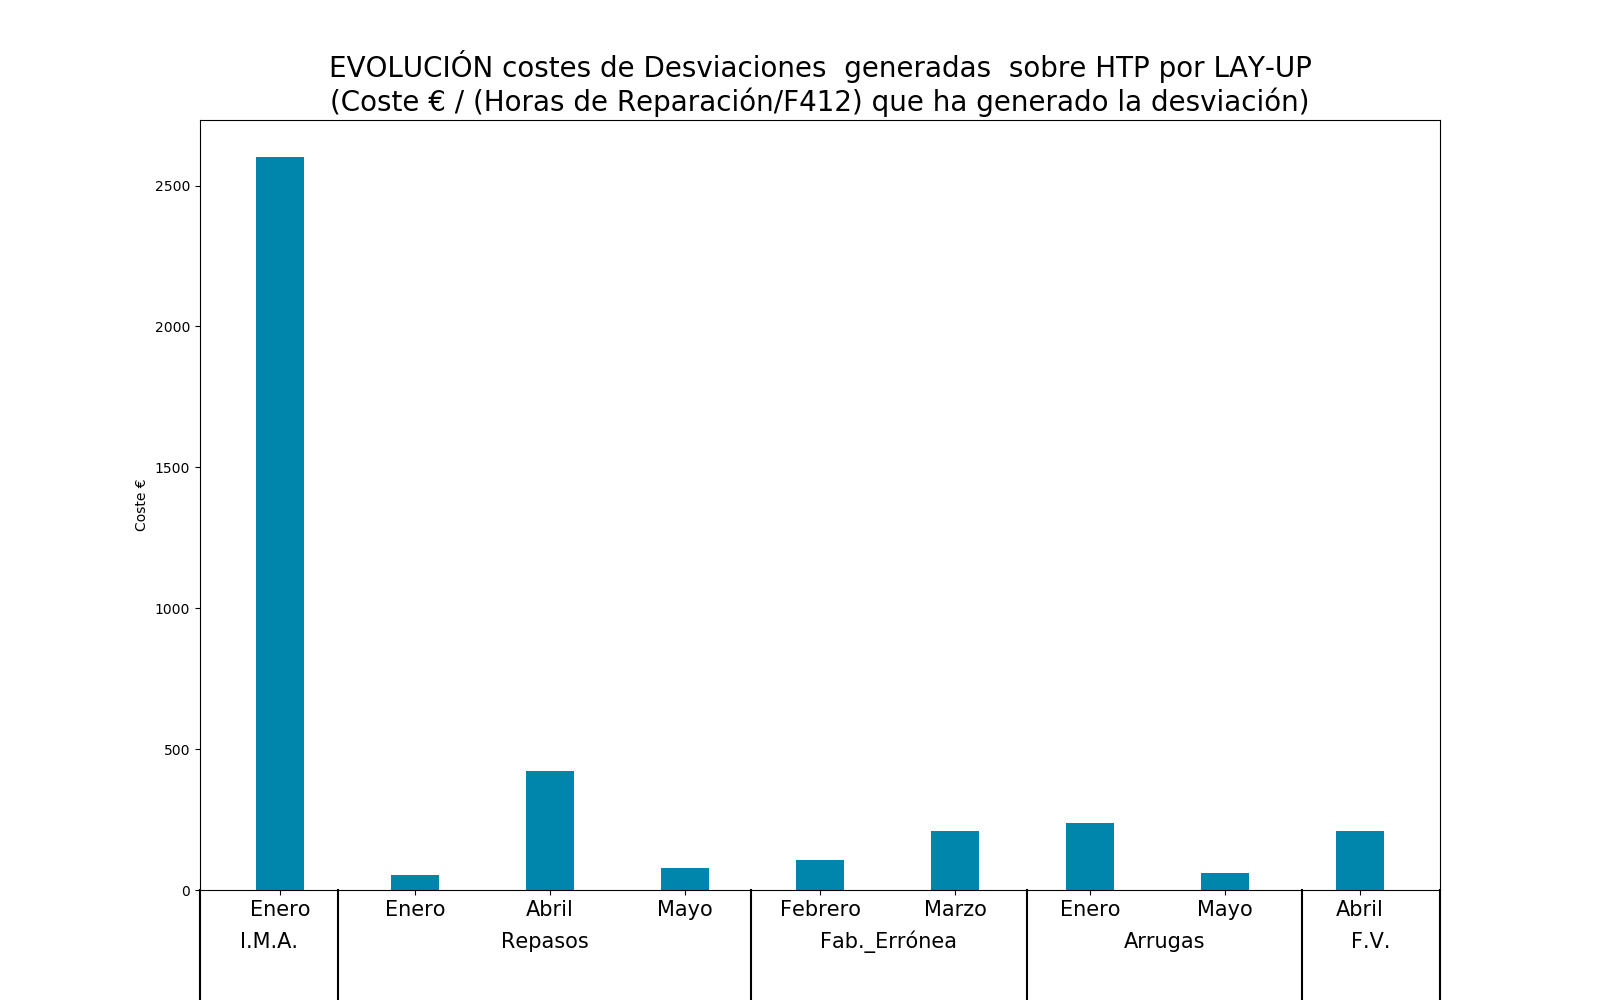 EVOLUCIÓN costes de Desviaciones  generadas  sobre HTP por LAY-UP
(Coste € / (Horas de Reparación/F412) que ha generado la desviación)
2500
2000
1500
1000
500
0
Coste €
Enero Enero Abril Mayo Febrero Marzo Enero Mayo Abril
I.M.A. Repasos Fab._Errónea Arrugas F.V.